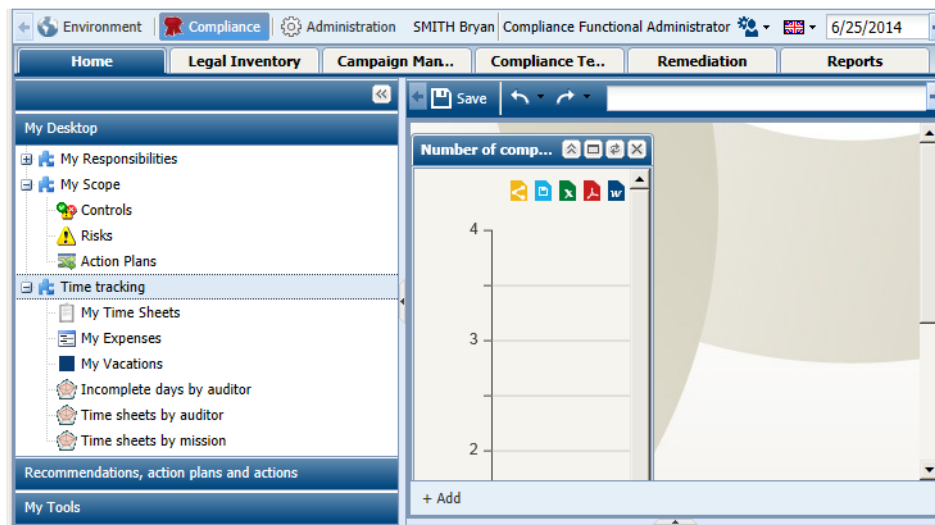 Environment Compliance Administration SMITH Bryan Compliance Functional Administrator 6/25/2014
Home Legal Inventory Campaign Man... Compliance Te... Remediation Reports
Save
My Desktop
Number of comp...
My Responsibilities
My Scope
Controls
Risks
Action Plans
Time tracking
My Time Sheets
My Expenses
My Vacations
Incomplete days by auditor
Time sheets by auditor
Time sheets by mission
Recommendations, action plans and actions
My Tools
X W
4
3
2
+ Add